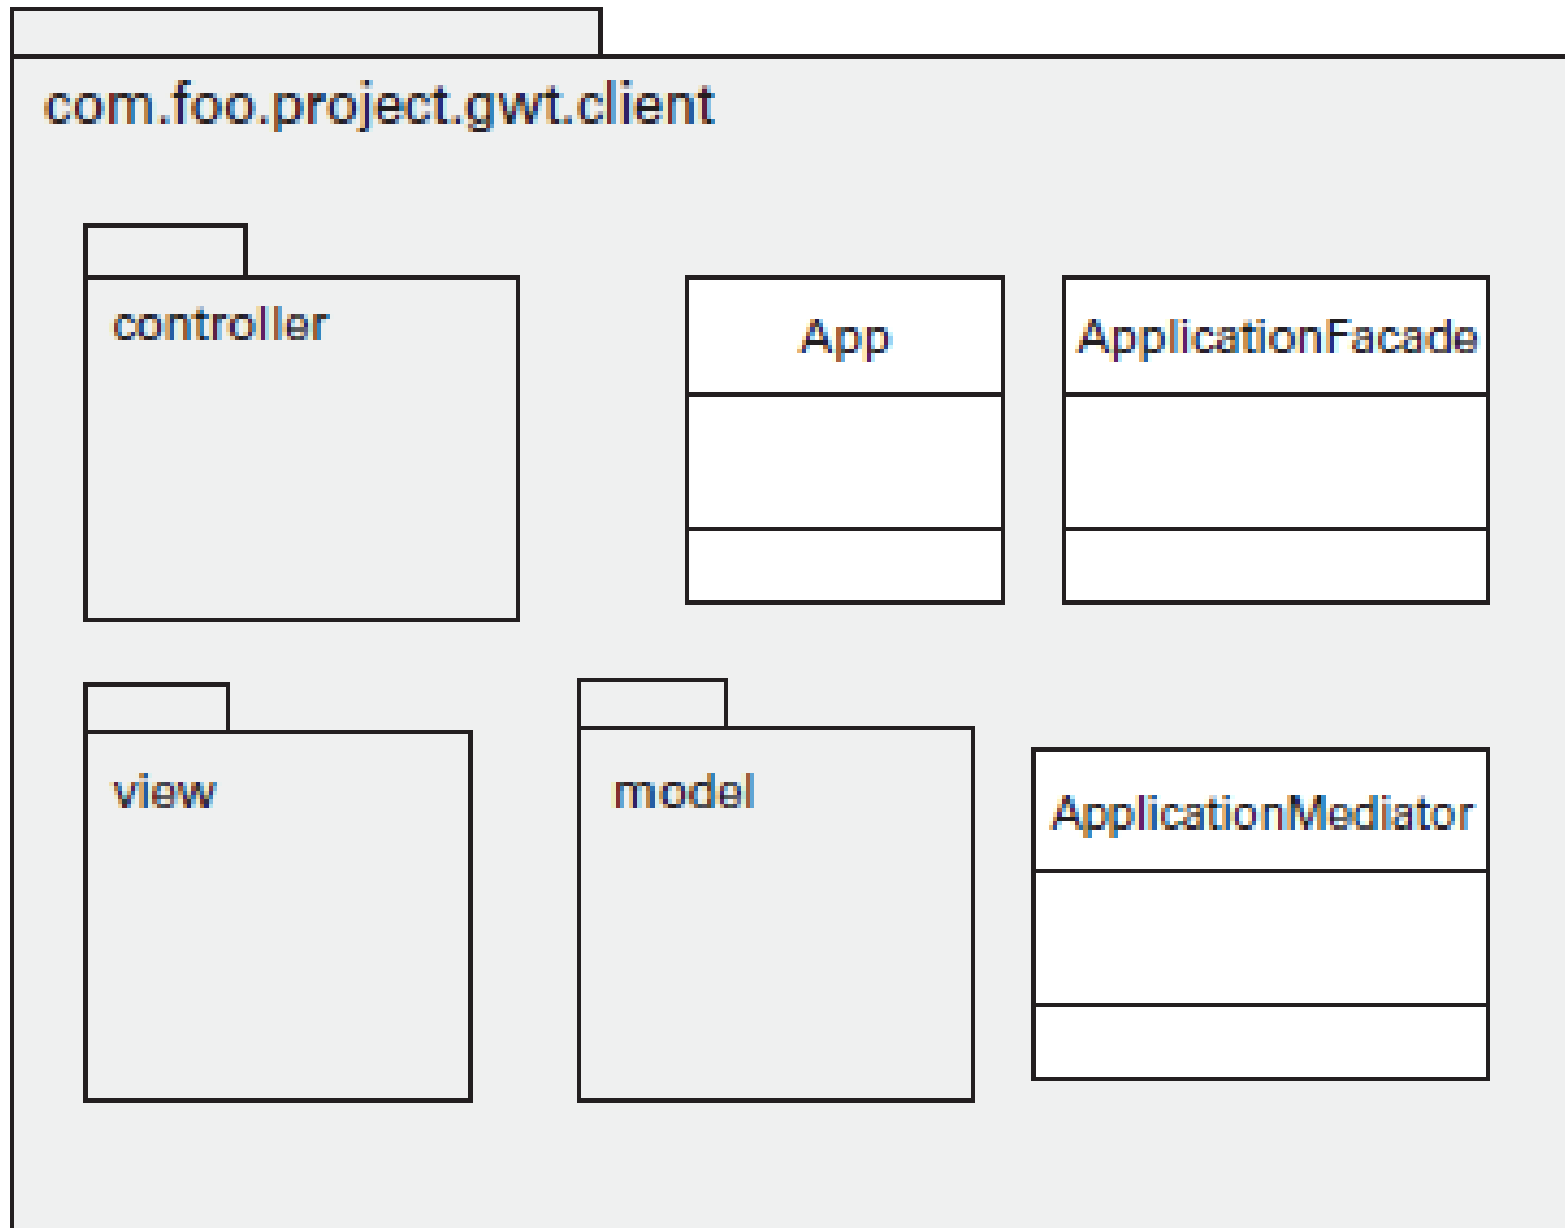 com.foo.project.gwt.client
controller
App
ApplicationFacade
view
model
ApplicationMediator